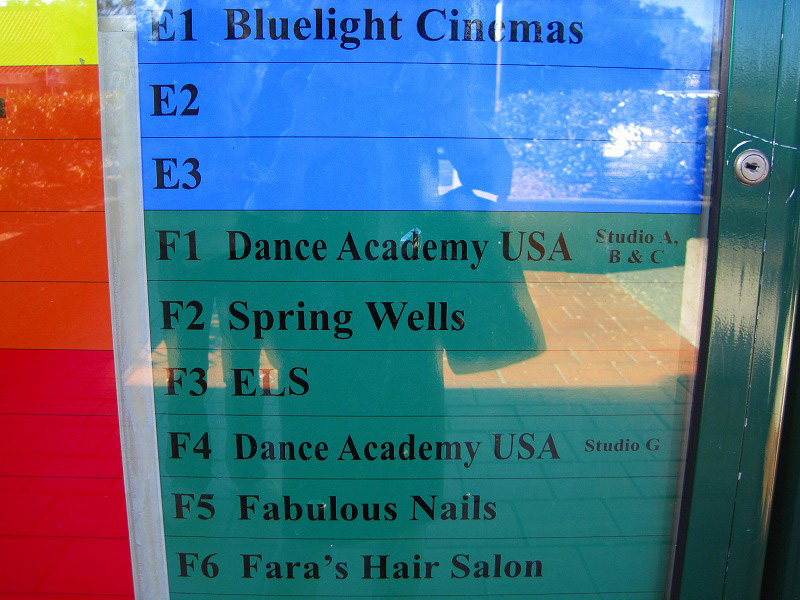 E1 Bluelight Cinemas
E2
E3
F1 Dance Academy USA Studio A,
B & C
F2 Spring Wells
F3 ELS
F4 Dance Academy USA Studio G
F5 Fabulous Nails
F6 Fara's Hair Salon